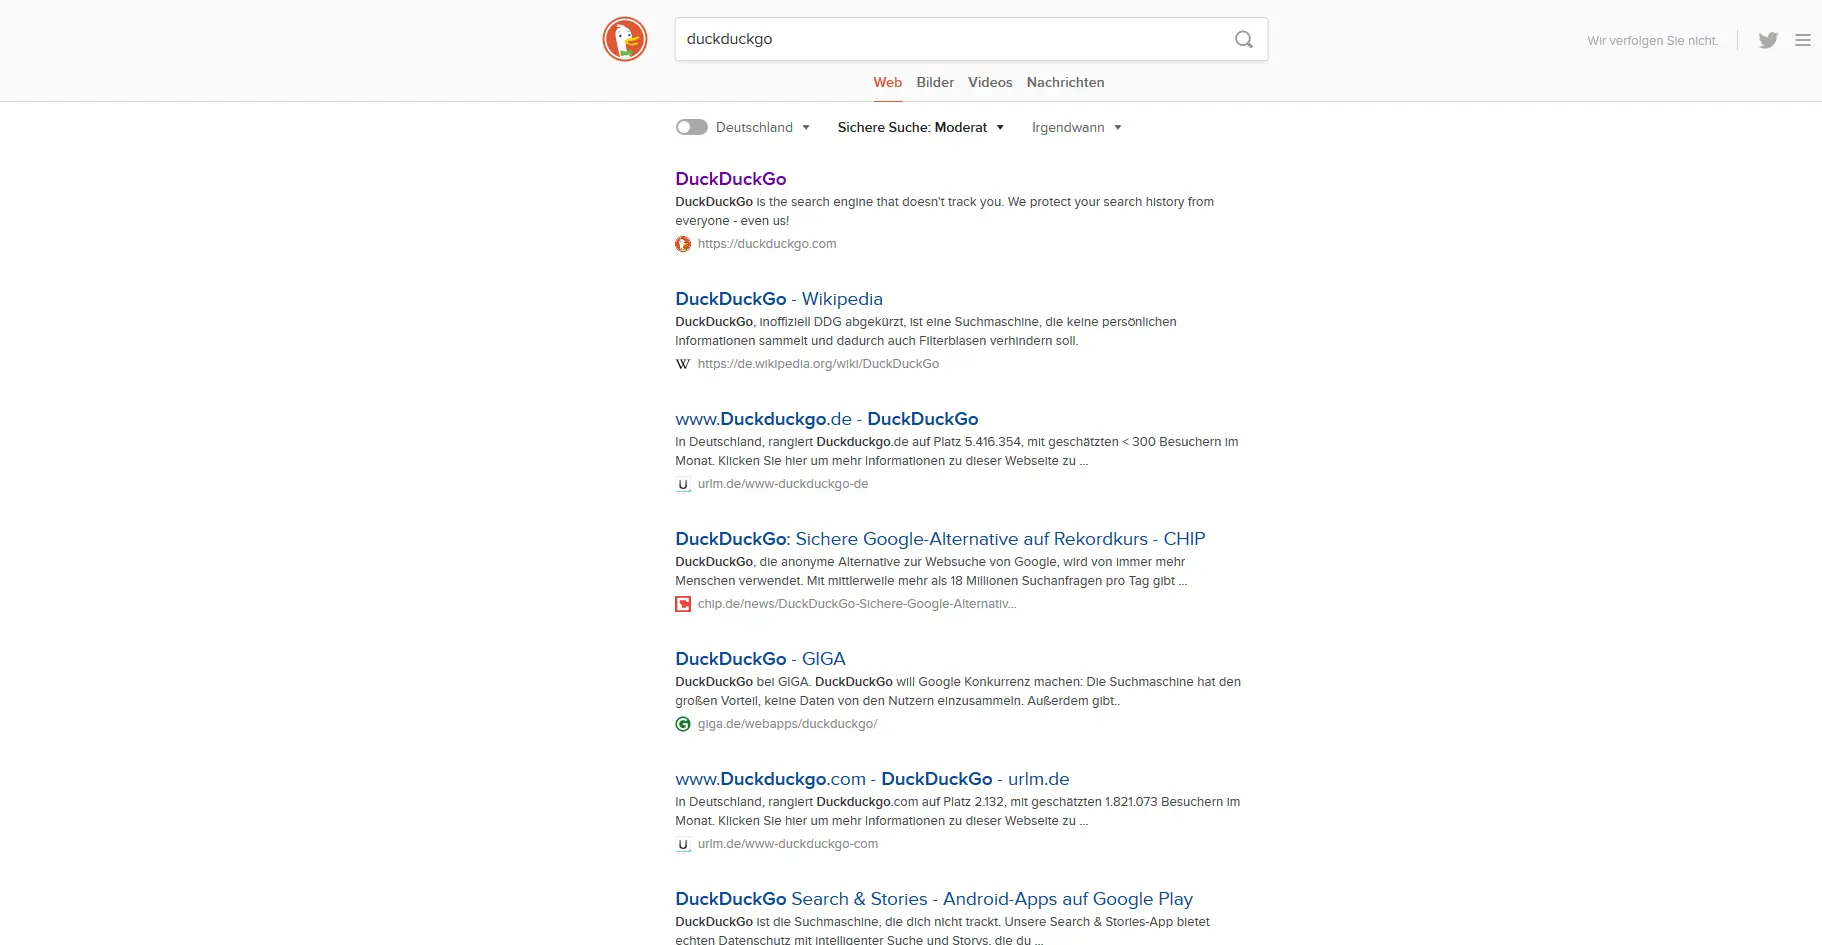 duckduckgo
Wir verfolgen Sie nicht.
Web Bilder Videos Nachrichten
Deutschland Sichere Suche: Moderat Irgendwann
DuckDuckGo
DuckDuckGo is the search engine that doesn't track you. We protect your search history from
everyone - even us!
https://duckduckgo.com
DuckDuckGo - Wikipedia
DuckDuckGo, inoffiziell DDG abgekürzt, ist eine Suchmaschine, die keine persönlichen
Informationen sammelt und dadurch auch Filterblasen verhindern soll.
W https://de.wikipedia.org/wiki/DuckDuckGo
www.Duckduckgo.de - DuckDuckGo
In Deutschland, rangiert Duckduckgo.de auf Platz 5.416.354, mit geschätzten < 300 Besuchern im
Monat. Klicken Sie hier um mehr Informationen zu dieser Webseite zu ...
U urlm.de/www-duckduckgo-de
DuckDuckGo: Sichere Google-Alternative auf Rekordkurs - CHIP
DuckDuckGo, die anonyme Alternative zur Websuche von Google, wird von immer mehr
Menschen verwendet. Mit mittlerweile mehr als 18 Millionen Suchanfragen pro Tag gibt ...
chip.de/news/DuckDuckGo-Sichere-Google-Alternativ...
DuckDuckGo - GIGA
DuckDuckGo bei GIGA. DuckDuckGo will Google Konkurrenz machen: Die Suchmaschine hat den
großen Vorteil, keine Daten von den Nutzern einzusammeln. Außerdem gibt..
G giga.de/webapps/duckduckgo/
www.Duckduckgo.com - DuckDuckGo - urlm.de
In Deutschland, rangiert Duckduckgo.com auf Platz 2.132, mit geschätzten 1.821.073 Besuchern im
Monat. Klicken Sie hier um mehr Informationen zu dieser Webseite zu ...
U urlm.de/www-duckduckgo-com
DuckDuckGo Search & Stories - Android-Apps auf Google Play
DuckDuckGo ist die Suchmaschine, die dich nicht trackt. Unsere Search & Stories-App bietet
echten Datenschutz mit intelligenter Suche und Storys, die du ...